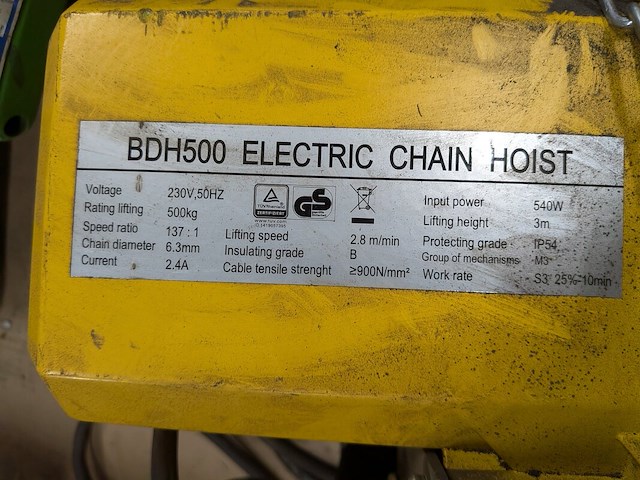 BDH500 ELECTRIC CHAIN HOIST
Voltage 230V,50HZ
Rating lifting 500kg
Speed ratio 137 : 1
Chain diameter 6.3mm
Current 2.4A
GS
Lifting speed 2.8 m/min
Insulating grade B
Cable tensile strenght ≥900N/mm²
Input power 540W
Lifting height 3m
Protecting grade IP54
Group of mechanisms M3
Work rate S3 25%-10min